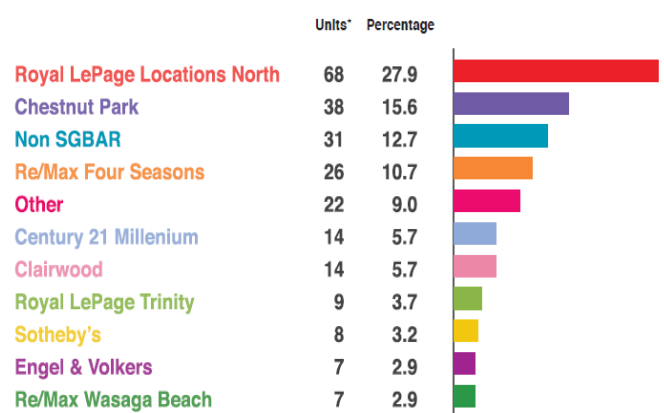 Units* Percentage
Royal LePage Locations North 68 27.9
Chestnut Park 38 15.6
Non SGBAR 31 12.7
Re/Max Four Seasons 26 10.7
Other 22 9.0
Century 21 Millenium 14 5.7
Clairwood 14 5.7
Royal LePage Trinity 9 3.7
Sotheby's 8 3.2
Engel & Volkers 7 2.9
Re/Max Wasaga Beach 7 2.9